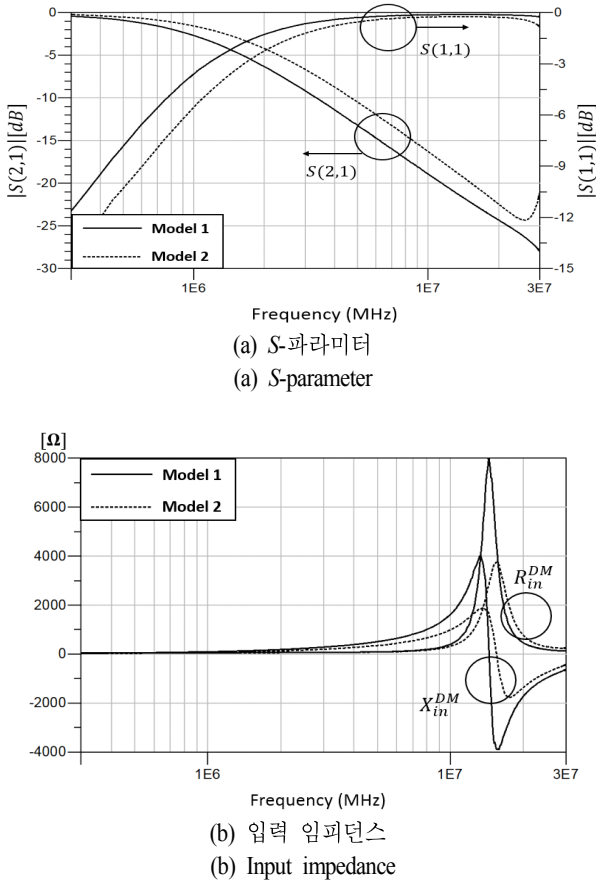 0
-5
-10
-15
-20
-25
-30
|S(2,1)|[dB]
0
-3
-6
-9
-12
-15
|S(1,1)|[dB]
S(1,1)
S(2,1)
Model 1
Model 2
1E6
1E7
3E7
Frequency (MHz)
(a) S-파라미터
(a) S-parameter
[Ω]
8000
6000
4000
2000
0
-2000
-4000
Model 1
Model 2
R_in^DM
X_in^DM
1E6
1E7
3E7
Frequency (MHz)
(b) 입력 임피던스
(b) Input impedance